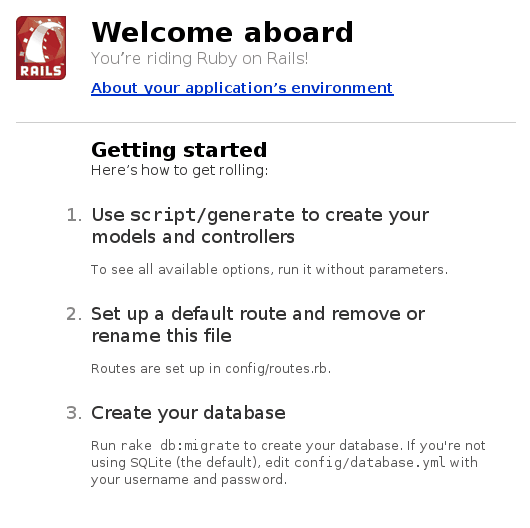 RAILS
Welcome aboard
You’re riding Ruby on Rails!
About your application’s environment
Getting started
Here’s how to get rolling:
1. Use script/generate to create your
models and controllers
To see all available options, run it without parameters.
2. Set up a default route and remove or
rename this file
Routes are set up in config/routes.rb.
3. Create your database
Run rake db:migrate to create your database. If you're not
using SQLite (the default), edit config/database.yml with
your username and password.